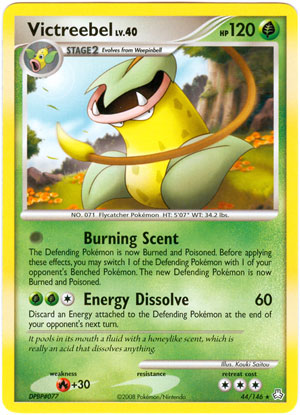 Victreebel LV.40 HP 120
STAGE 2 Evolves from Weepinbell
NO. 071 Flycatcher Pokémon HT: 5'07" WT: 34.2 lbs.
Burning Scent
The Defending Pokémon is now Burned and Poisoned. Before applying
these effects, you may switch 1 of the Defending Pokémon with 1 of your
opponent's Benched Pokémon. The new Defending Pokémon is now
Burned and Poisoned.
Energy Dissolve 60
Discard an Energy attached to the Defending Pokémon at the end of
your opponent's next turn.
It pools in its mouth a fluid with a honeylike smell, which is
really an acid that dissolves anything.
Illus. Kouki Saitou
weakness resistance retreat cost
+30
DPBP#077 ©2008 Pokémon/Nintendo 44/146